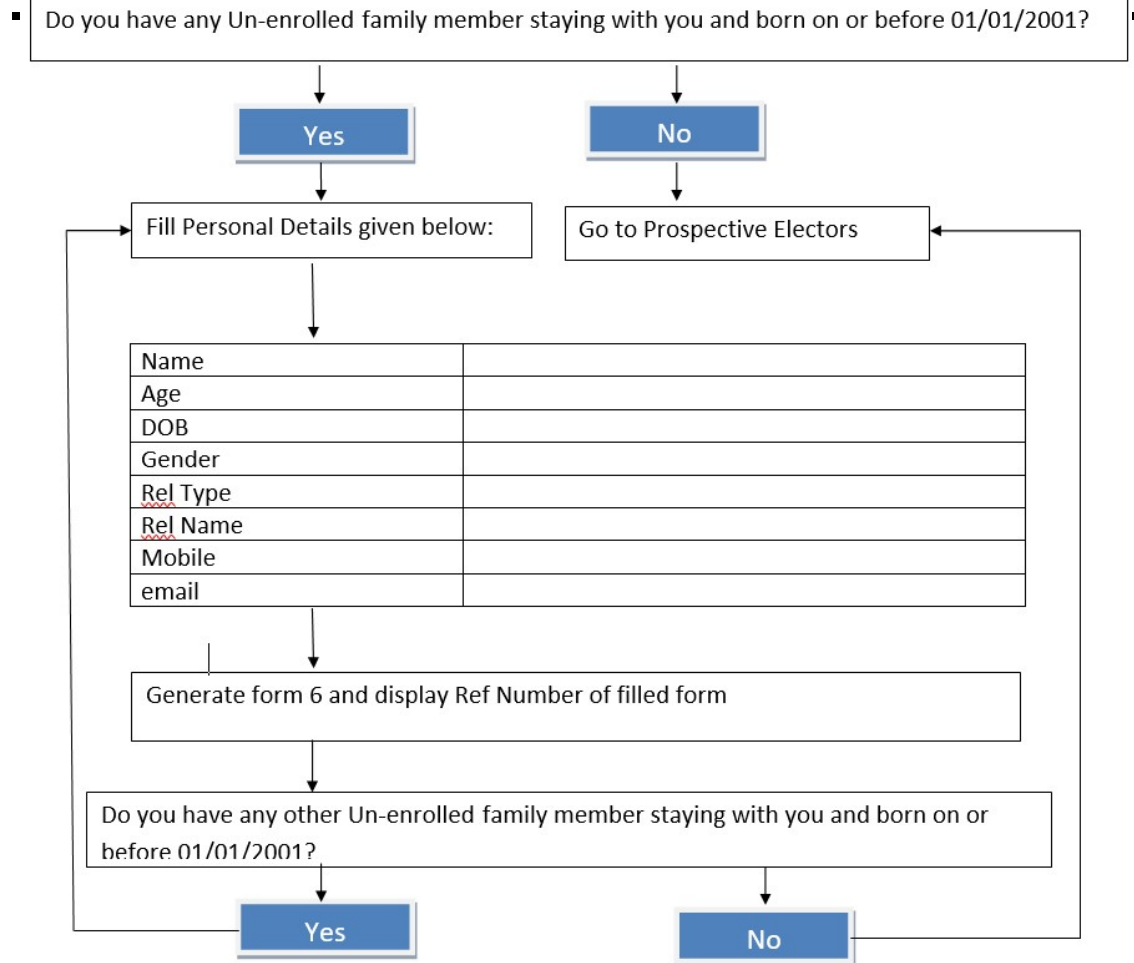 Do you have any Un-enrolled family member staying with you and born on or before 01/01/2001?
Yes
No
Fill Personal Details given below:
Go to Prospective Electors
Name
Age
DOB
Gender
Rel Type
Rel Name
Mobile
email
Generate form 6 and display Ref Number of filled form
Do you have any other Un-enrolled family member staying with you and born on or
before 01/01/2001?
Yes
No